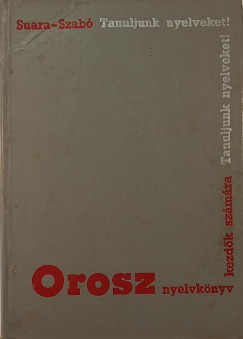 Suara-Szabó Tanuljunk nyelveket!
kezdők számára Tanuljunk nyelveket!
Orosz nyelvkönyv